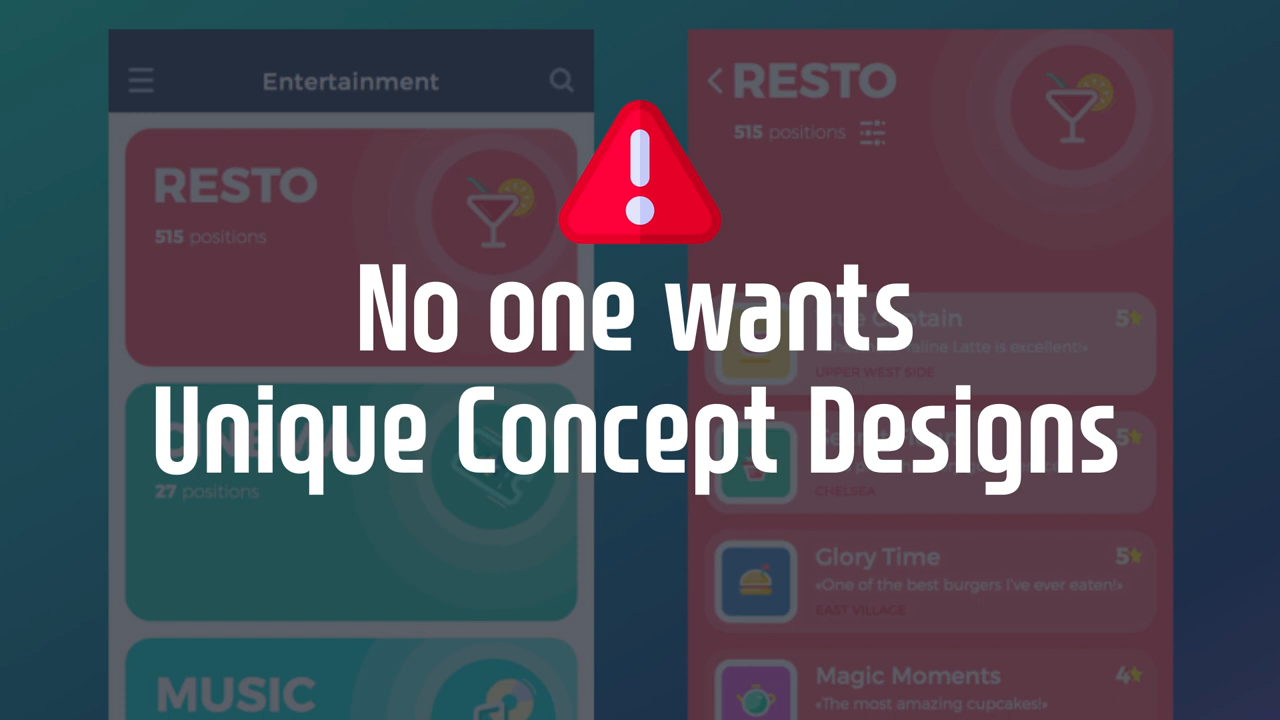 Entertainment
RESTO
515 positions
No one wants
Unique Concept Designs
27 positions
MUSIC
RESTO
515 positions
5
Latte is excellent!»
UPPER WEST SIDE
5
CHELSEA
Glory Time
5
«One of the best burgers I've ever eaten!»
EAST VILLAGE
Magic Moments
4
«The most amazing cupcakes!»